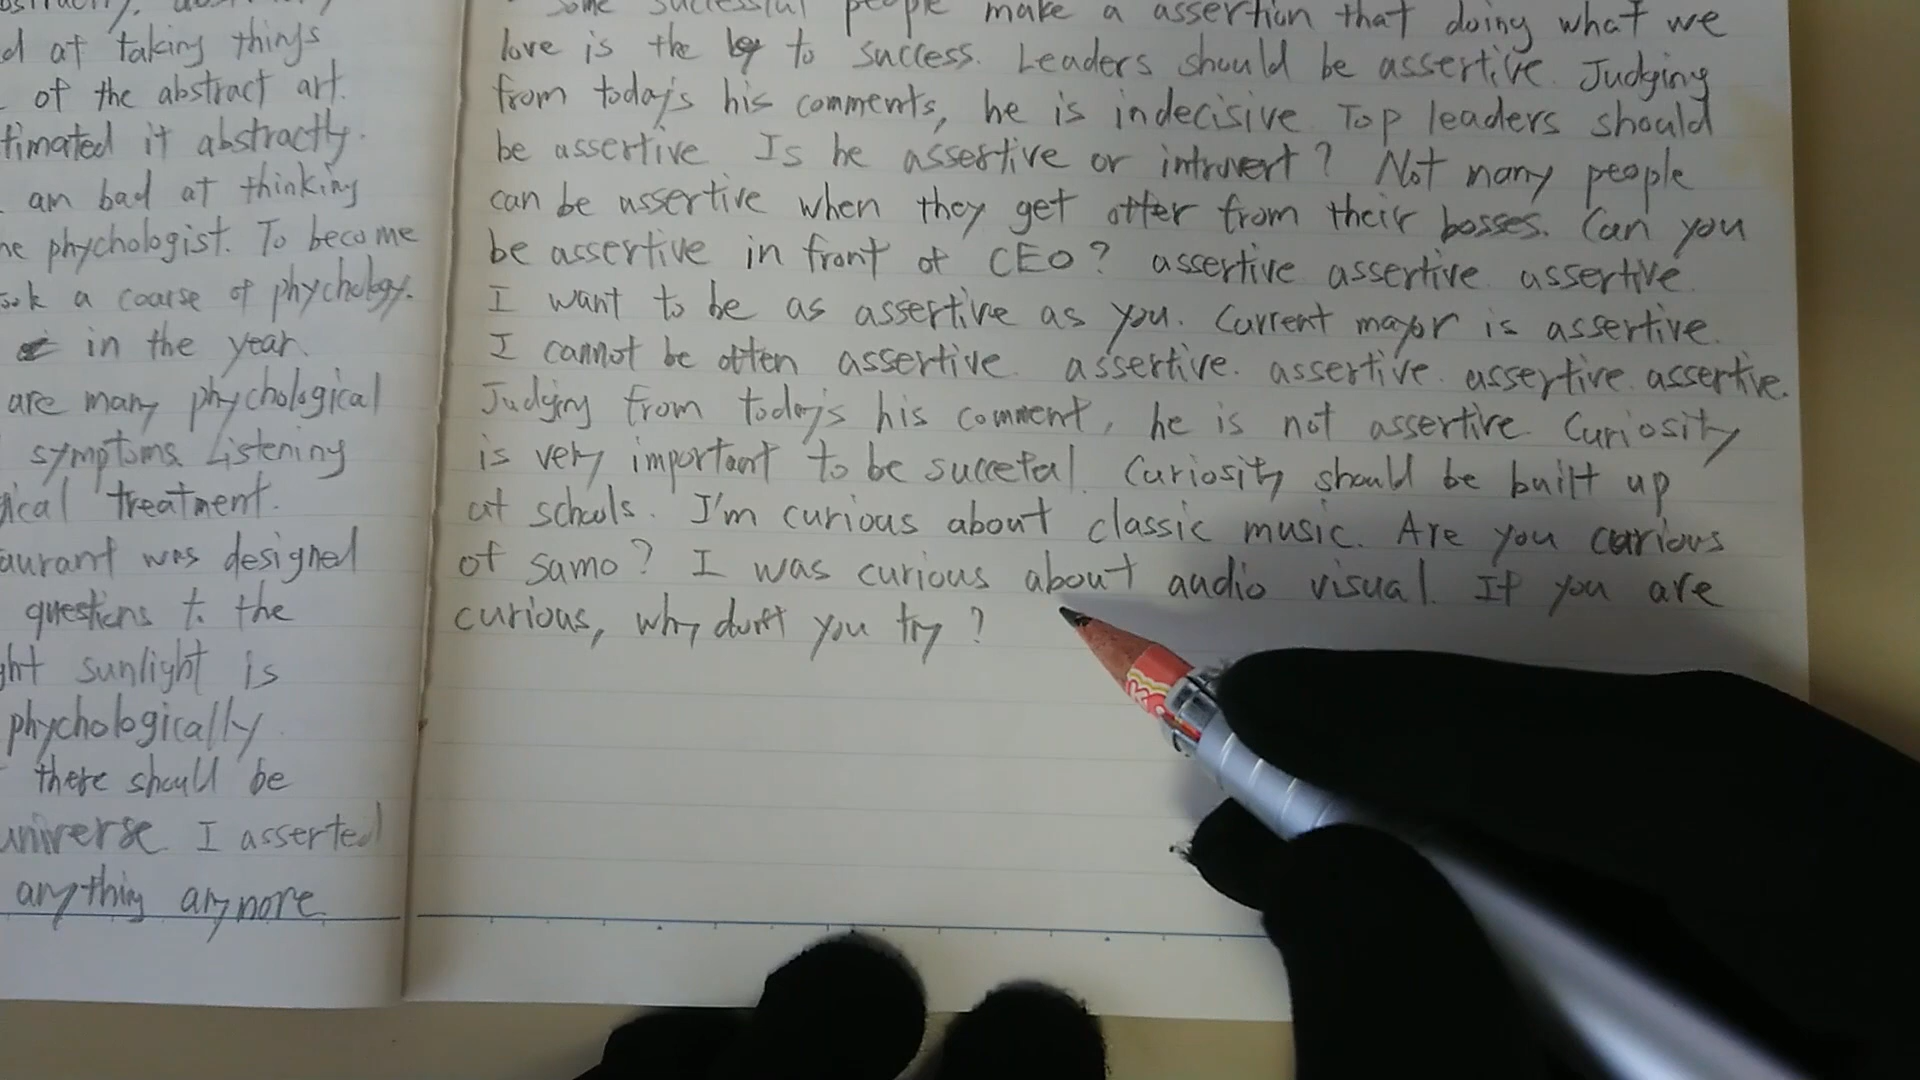 d at taking things
of the abstract art.
timated it abstractly.
am bad at thinking
he phychologist. To become
ook a coarse of phychology.
in the year.
are many phychological
symptoms. Listening
gical treatment.
aurant was designed
questions to the
ght sunlight is
phychologically
there should be
universe. I asserted
anything anymore
some successful people make a assertion that doing what we
love is the key to success. Leaders should be assertive. Judging
from today's his comments, he is indecisive. Top leaders should
be assertive. Is he assertive or introvert? Not many people
can be assertive when they get otter from their bosses. Can you
be assertive in front of CEO? assertive assertive assertive.
I want to be as assertive as you. Current mayor is assertive.
I cannot be often assertive. assertive. assertive. assertive. assertive.
Judging from today's his comment, he is not assertive. Curiosity
is very important to be succeful. Curiosity should be built up
at schools. I'm curious about classic music. Are you curious
of samo? I was curious about audio visual. If you are
curious, why don't you try?